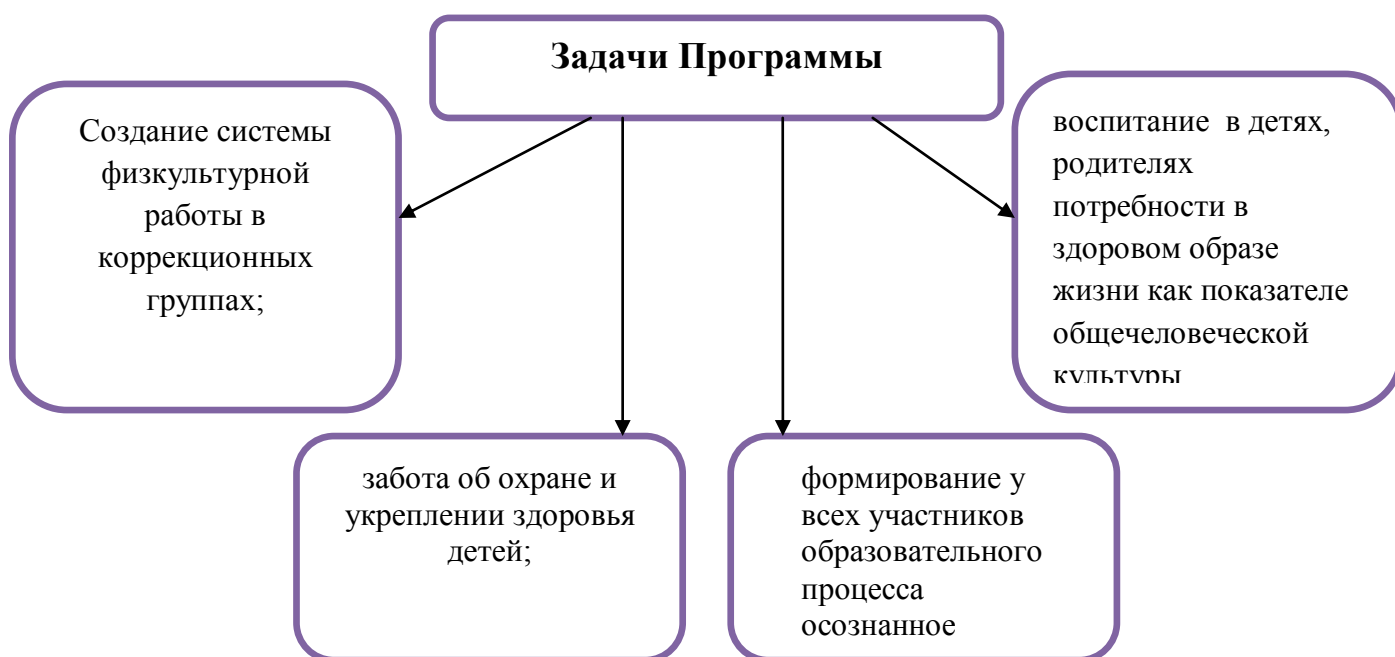 Задачи Программы
Создание системы
физкультурной
работы в
коррекционных
группах;
воспитание в детях,
родителях
потребности в
здоровом образе
жизни как показателе
общечеловеческой
культуры
забота об охране и
укреплении здоровья
детей;
формирование у
всех участников
образовательного
процесса
осознанное